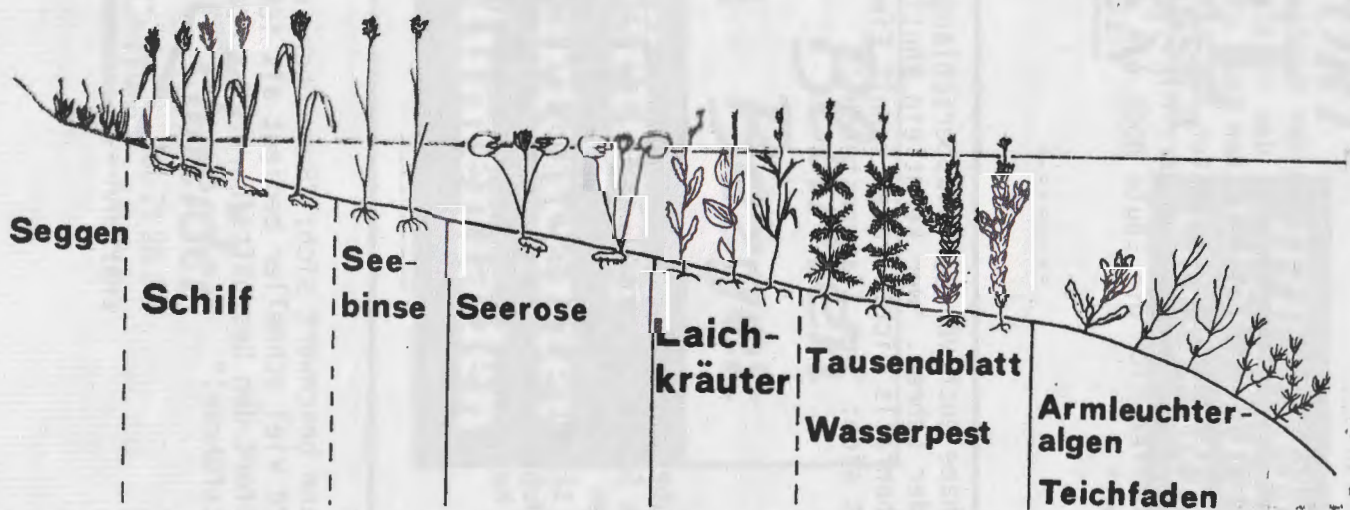 Seggen
Schilf
See-
binse
Seerose
Laich-
kräuter
Tausendblatt
Wasserpest
Armleuchter-
algen
Teichfaden